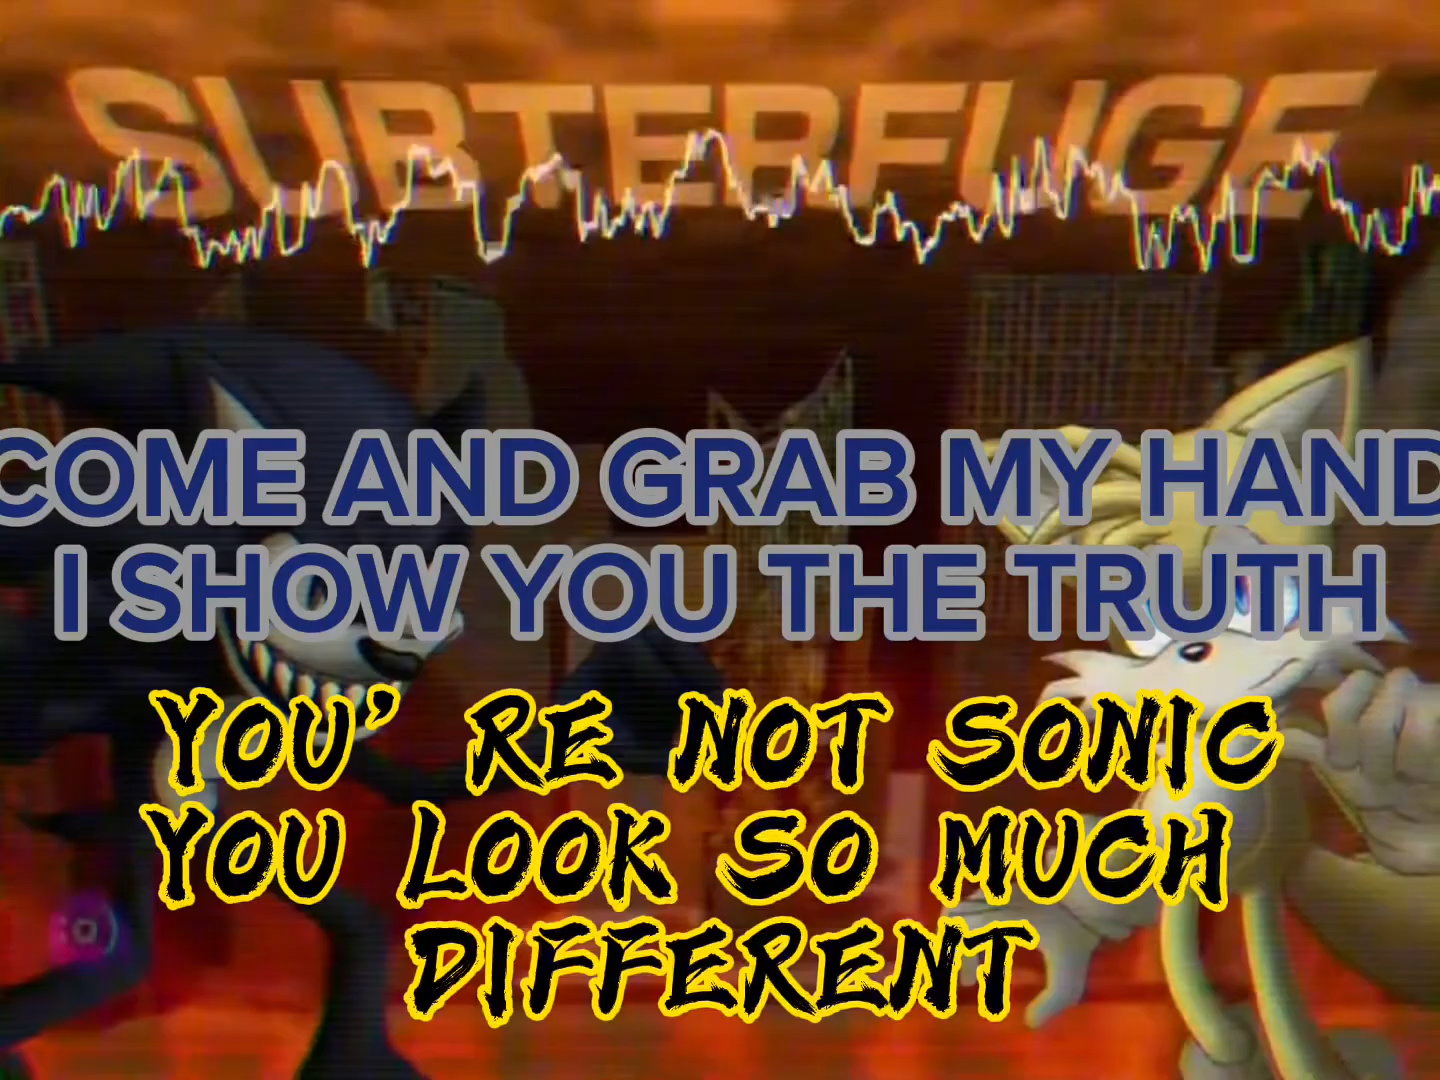 SUBTERFUGE
COME AND GRAB MY HAND
I SHOW YOU THE TRUTH
YOU' RE NOT SONIC
YOU LOOK SO MUCH
DIFFERENT
:a)